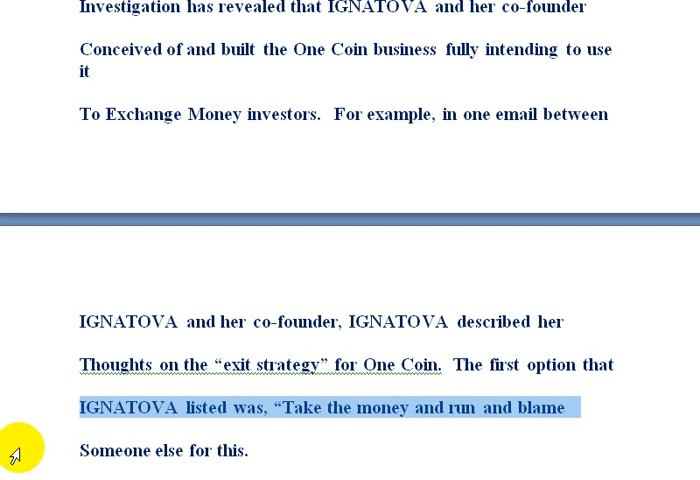 Investigation has revealed that IGNATOVA and her co-founder
Conceived of and built the One Coin business fully intending to use
it
To Exchange Money investors. For example, in one email between
IGNATOVA and her co-founder, IGNATOVA described her
Thoughts on the “exit strategy” for One Coin. The first option that
IGNATOVA listed was, “Take the money and run and blame
Someone else for this.